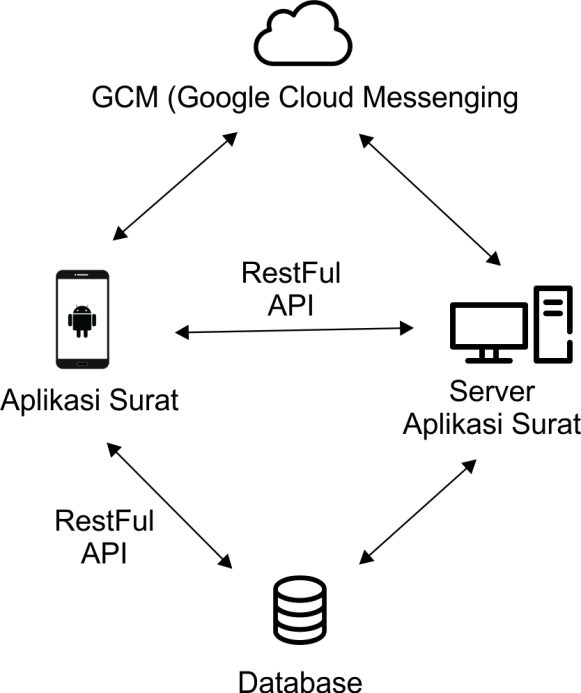 GCM (Google Cloud Messenging
RestFul
API
Aplikasi Surat
Server
Aplikasi Surat
RestFul
API
Database